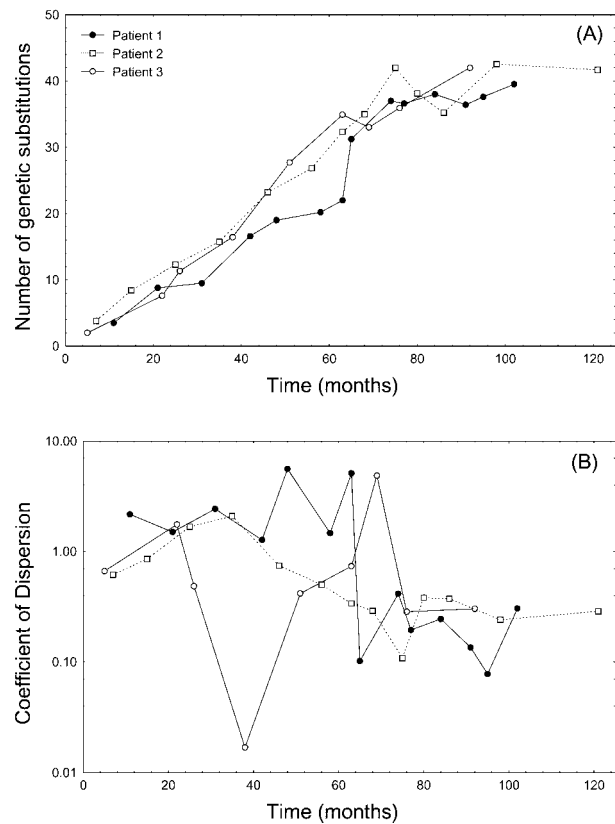 (A)
Patient 1
Patient 2
Patient 3
Number of genetic substitutions
50
40
30
20
10
0
0 20 40 60 80 100 120
Time (months)
(B)
Coefficient of Dispersion
10.00
1.00
0.10
0.01
0 20 40 60 80 100 120
Time (months)